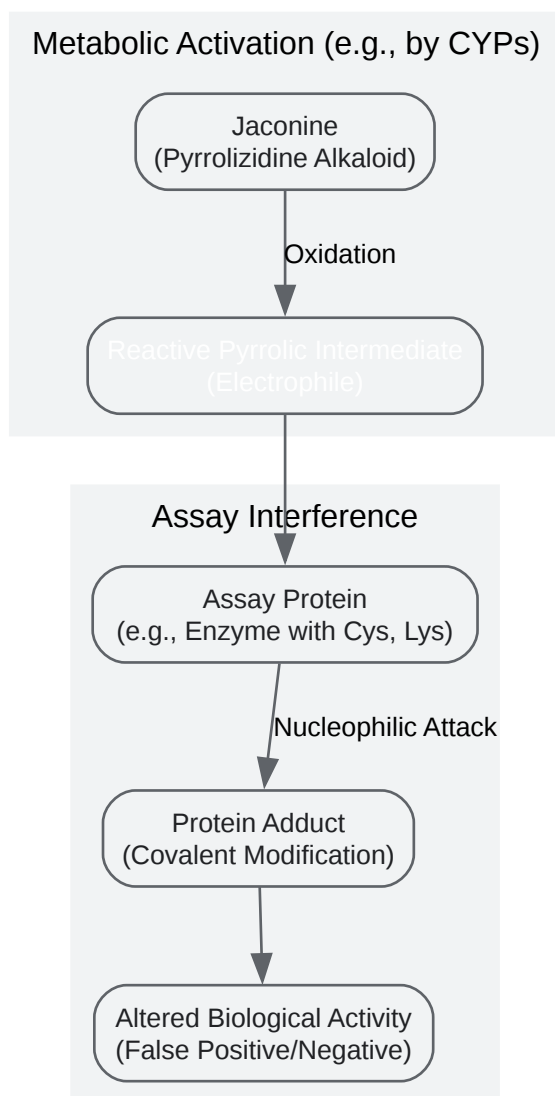 Metabolic Activation (e.g., by CYPs)
Jaconine
(Pyrrolizidine Alkaloid)
Oxidation
Reactive Pyrrolic Intermediate
(Electrophile)
Assay Interference
Assay Protein
(e.g., Enzyme with Cys, Lys)
Nucleophilic Attack
Protein Adduct
(Covalent Modification)
Altered Biological Activity
(False Positive/Negative)